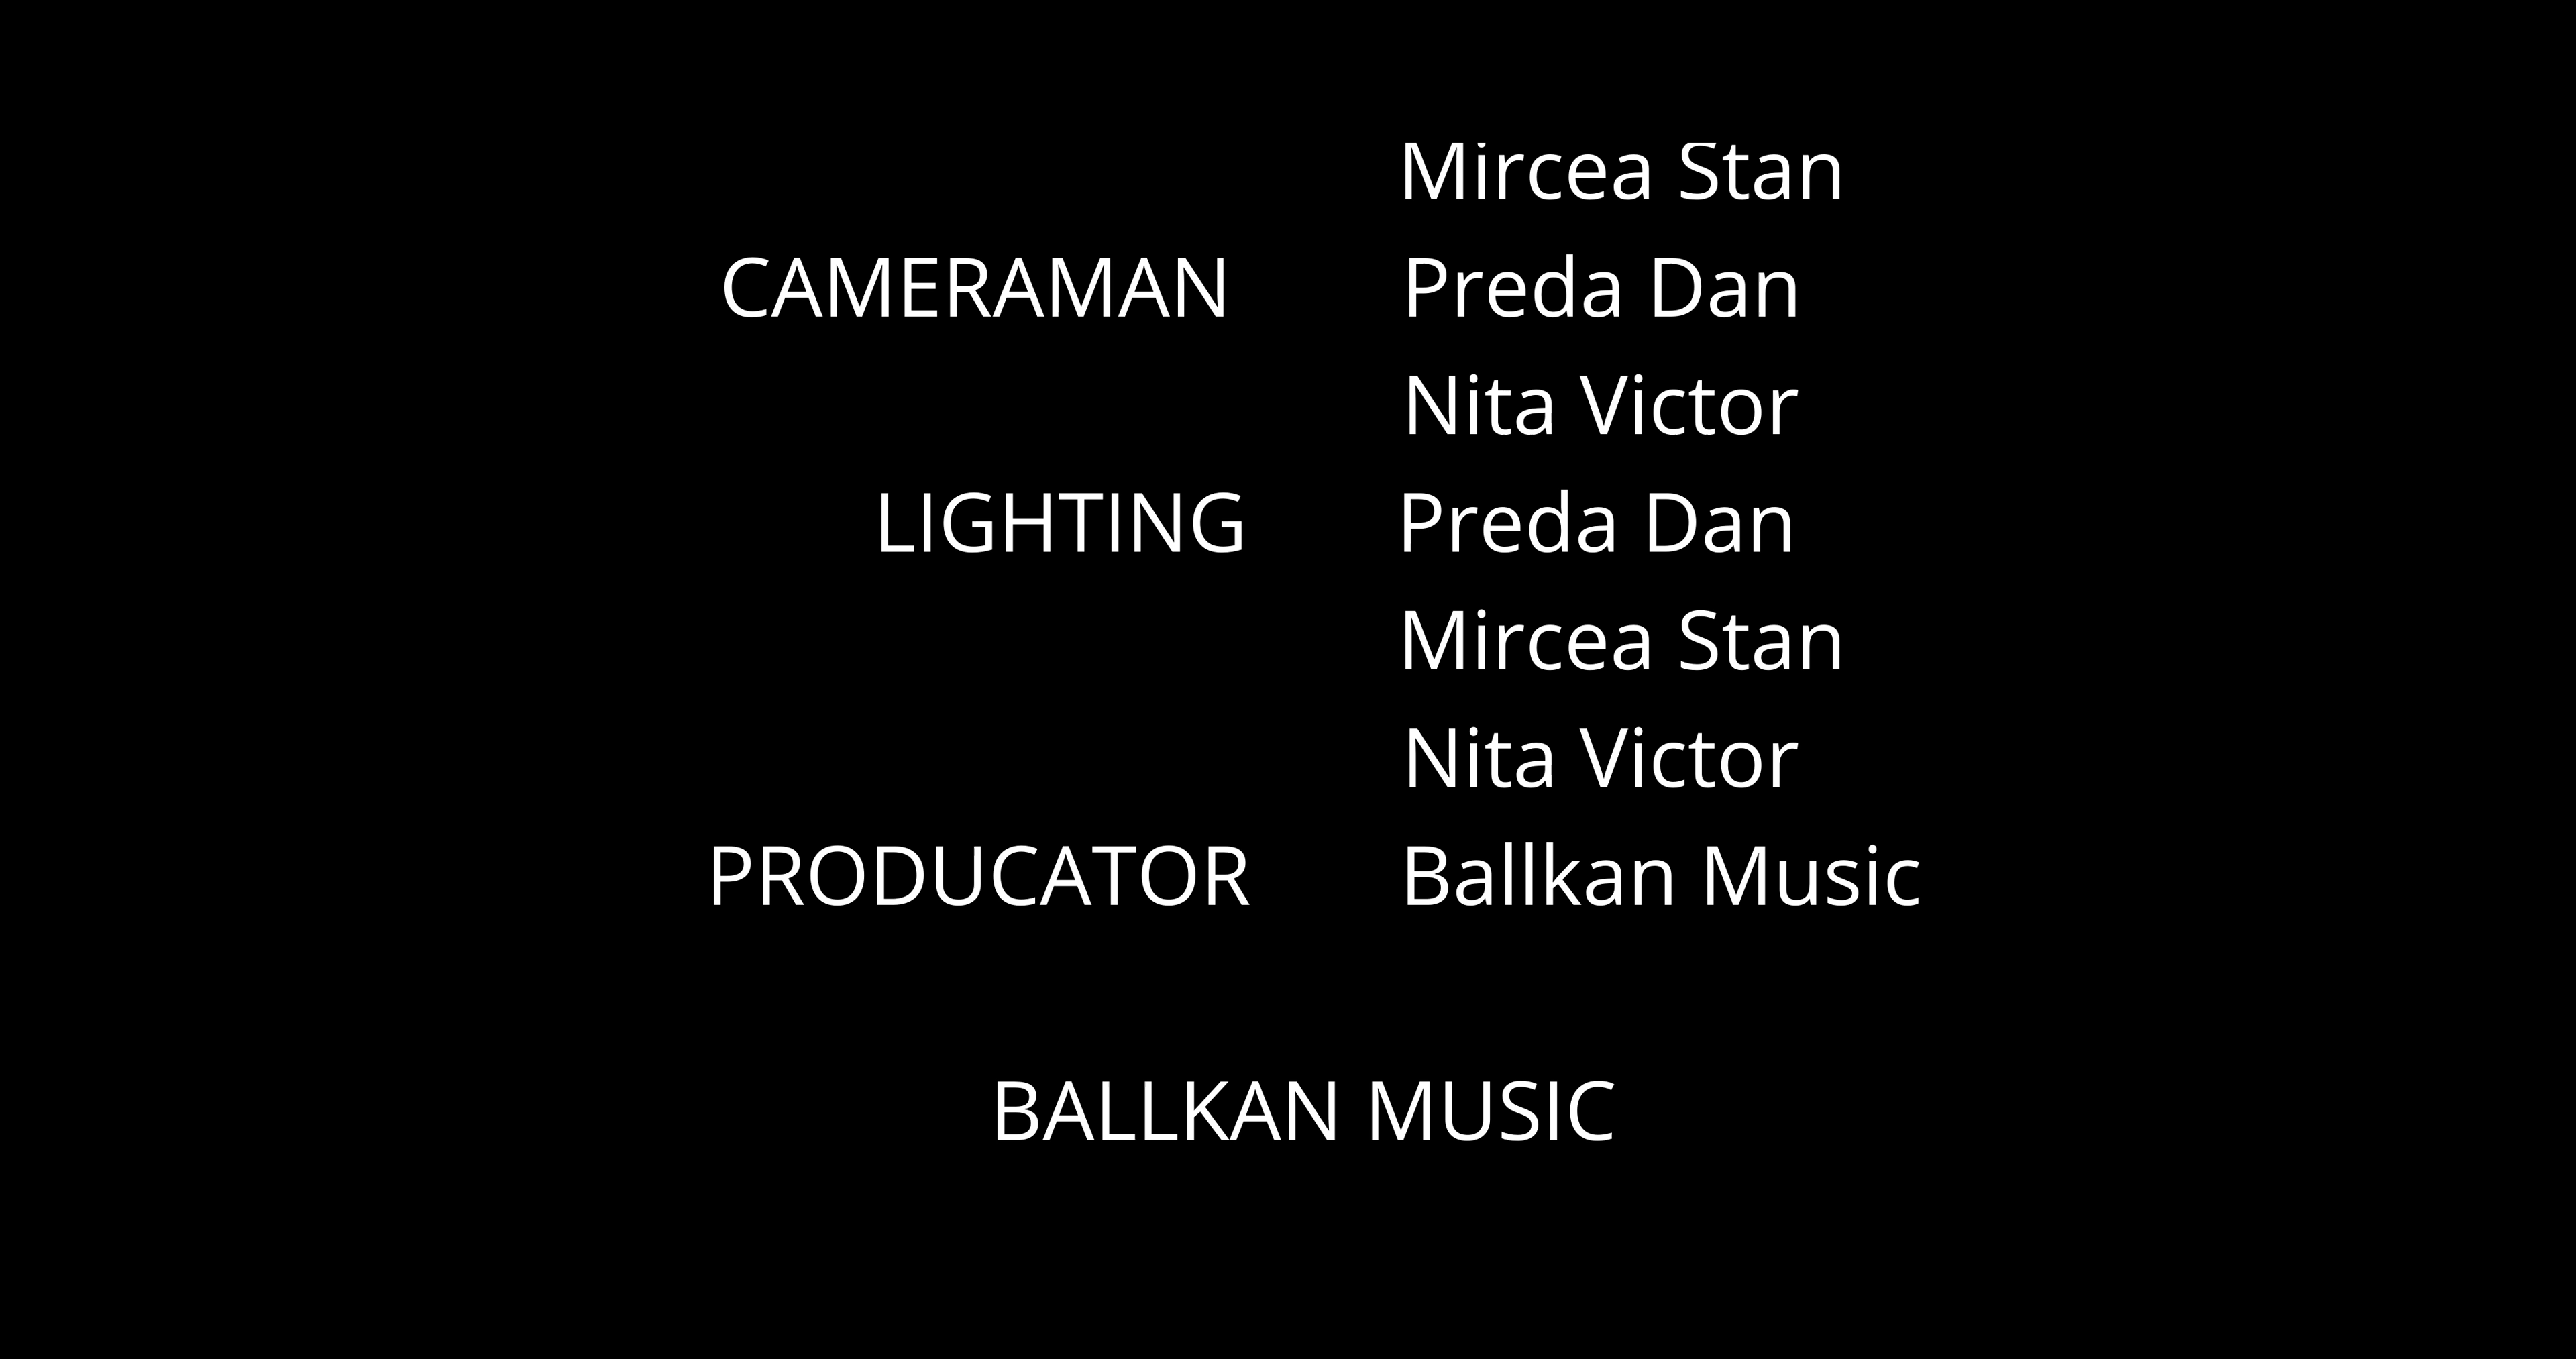 Mircea Stan
CAMERAMAN Preda Dan
Nita Victor
LIGHTING Preda Dan
Mircea Stan
Nita Victor
PRODUCATOR Ballkan Music
BALLKAN MUSIC